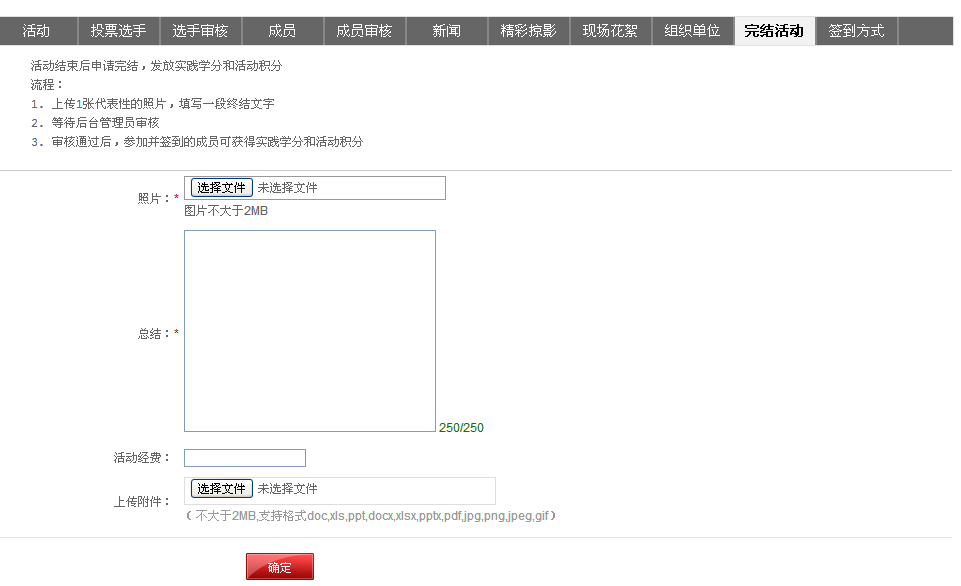 活动 投票选手 选手审核 成员 成员审核 新闻 精彩掠影 现场花絮 组织单位 完结活动 签到方式
活动结束后申请完结，发放实践学分和活动积分
流程：
1. 上传1张代表性的照片，填写一段终结文字
2. 等待后台管理员审核
3. 审核通过后，参加并签到的成员可获得实践学分和活动积分
照片：* 选择文件 未选择文件
图片不大于2MB
总结：*
250/250
活动经费：
上传附件： 选择文件 未选择文件
（ 不大于2MB,支持格式doc,xls,ppt,docx,xlsx,pptx,pdf,jpg,png,jpeg,gif）
确定